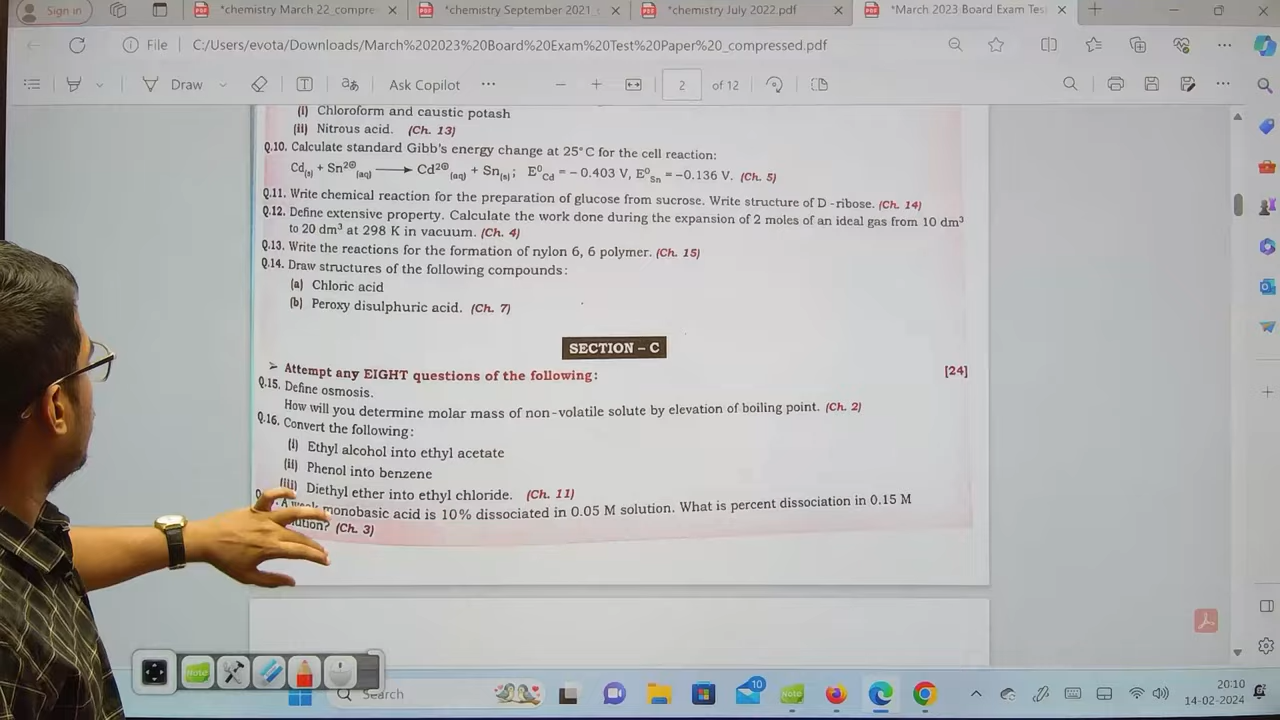 Sign in
*chemistry March 22_compre
*chemistry September 2021_
*chemistry July 2022.pdf
*March 2023 Board Exam Tes
File
C:/Users/evota/Downloads/March%202023%20Board%20Exam%20Test%20Paper%20_compressed.pdf
Draw
Ask Copilot
2 of 12
(i) Chloroform and caustic potash
(ii) Nitrous acid. (Ch. 13)
Q.10. Calculate standard Gibb's energy change at 25°C for the cell reaction:
Cd(s) + Sn2⊕(aq) ⟶ Cd2⊕(aq) + Sn(s); E⁰Cd = – 0.403 V, E⁰Sn = –0.136 V. (Ch. 5)
Q.11. Write chemical reaction for the preparation of glucose from sucrose. Write structure of D -ribose. (Ch. 14)
Q.12. Define extensive property. Calculate the work done during the expansion of 2 moles of an ideal gas from 10 dm³
to 20 dm³ at 298 K in vacuum. (Ch. 4)
Q.13. Write the reactions for the formation of nylon 6, 6 polymer. (Ch. 15)
Q.14. Draw structures of the following compounds:
(a) Chloric acid
(b) Peroxy disulphuric acid. (Ch. 7)
SECTION – C
➢ Attempt any EIGHT questions of the following: [24]
Q.15. Define osmosis.
How will you determine molar mass of non-volatile solute by elevation of boiling point. (Ch. 2)
Q.16. Convert the following:
(i) Ethyl alcohol into ethyl acetate
(ii) Phenol into benzene
(iii) Diethyl ether into ethyl chloride. (Ch. 11)
monobasic acid is 10% dissociated in 0.05 M solution. What is percent dissociation in 0.15 M
(Ch. 3)
Note
Search
10
Note
20:10
14-02-2024